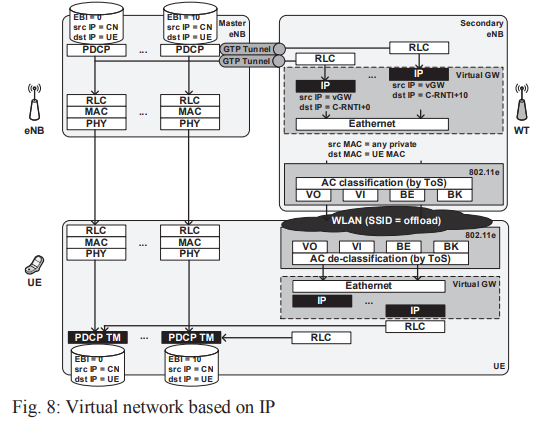 EBI = 0
src IP = CN
dst IP = UE
EBI = 10
src IP = CN
dst IP = UE
Master
eNB
Secondary
eNB
PDCP
...
PDCP
GTP Tunnel
GTP Tunnel
RLC
RLC
IP
...
IP
Virtual GW
src IP = vGW
dst IP = C-RNTI+0
src IP = vGW
dst IP = C-RNTI+10
Eathernet
RLC
MAC
PHY
...
RLC
MAC
PHY
eNB
WT
src MAC = any private
dst MAC = UE MAC
802.11e
AC classification (by ToS)
VO
VI
BE
BK
WLAN (SSID = offload)
RLC
MAC
PHY
...
RLC
MAC
PHY
UE
802.11e
VO
VI
BE
BK
AC de-classification (by ToS)
Eathernet
Virtual GW
IP
...
IP
RLC
RLC
PDCP TM
...
PDCP TM
EBI = 0
src IP = CN
dst IP = UE
EBI = 10
src IP = CN
dst IP = UE
UE
Fig. 8: Virtual network based on IP